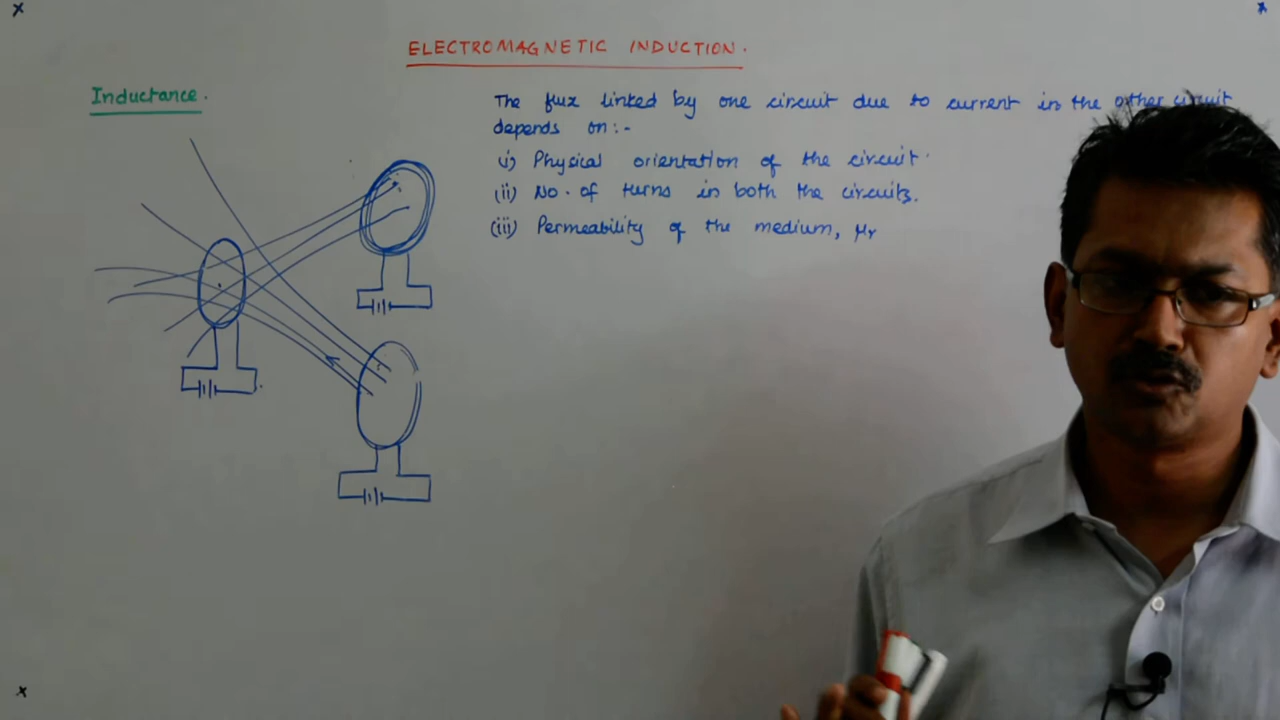 ELECTROMAGNETIC INDUCTION.
Inductance.
The flux linked by one circuit due to current in the other circuit
depends on:-
(i) Physical orientation of the circuit.
(ii) No. of turns in both the circuits.
(iii) Permeability of the medium, μr